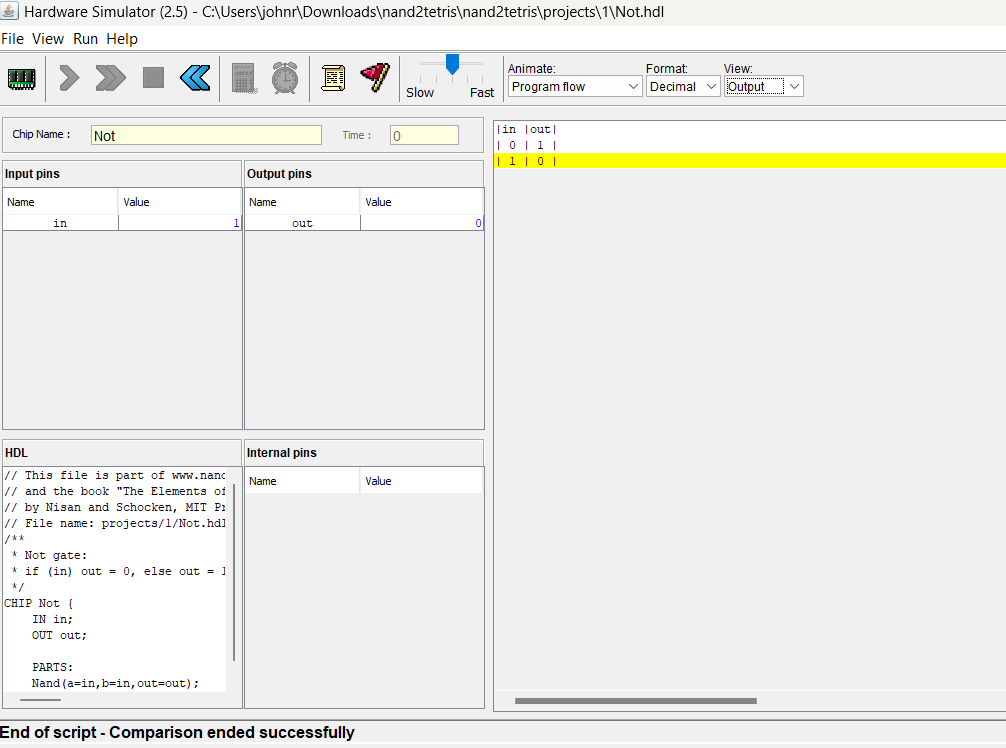 Hardware Simulator (2.5) - C:\Users\johnr\Downloads\nand2tetris\nand2tetris\projects\1\Not.hdl
File View Run Help
Slow Fast
Animate: Format: View:
Program flow Decimal Output
Chip Name : Not Time : 0
Input pins
Name Value
in 1
Output pins
Name Value
out 0
HDL
// This file is part of www.nand
// and the book "The Elements of
// by Nisan and Schocken, MIT Pr
// File name: projects/1/Not.hdl
/**
* Not gate:
* if (in) out = 0, else out = 1
*/
CHIP Not {
IN in;
OUT out;
PARTS:
Nand(a=in,b=in,out=out);
Internal pins
Name Value
|in |out|
| 0 | 1 |
| 1 | 0 |
End of script - Comparison ended successfully